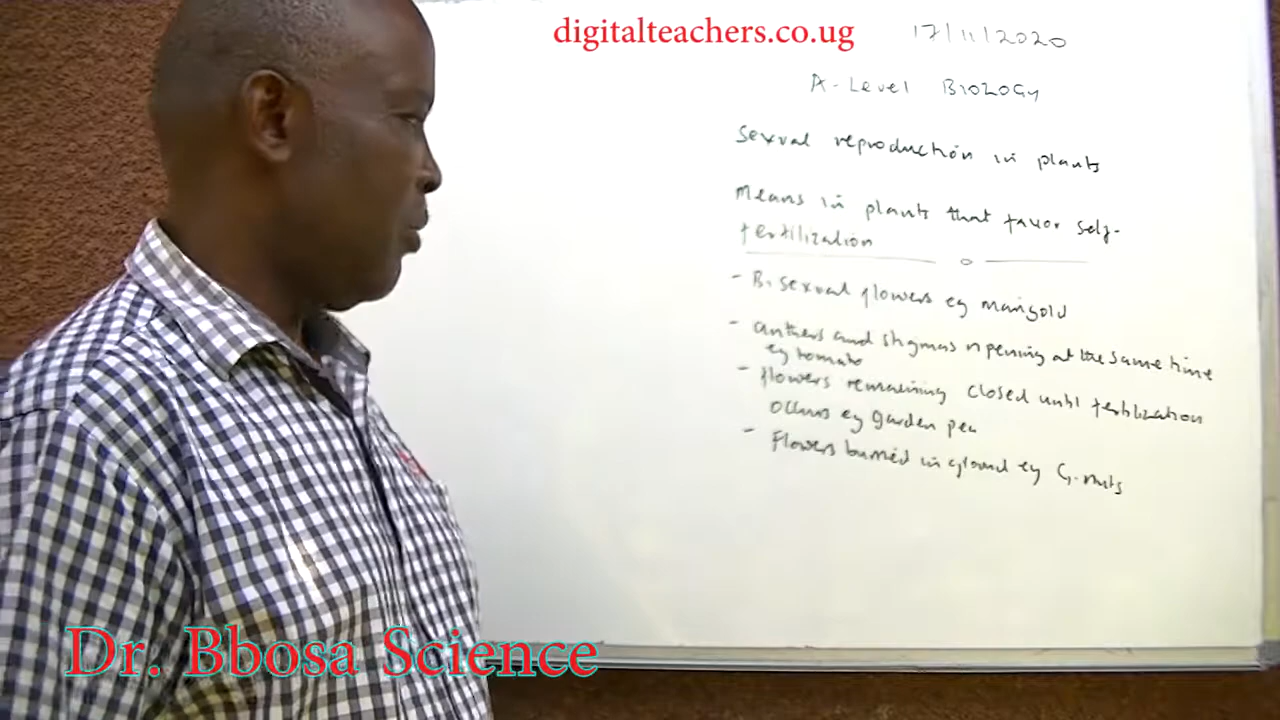 digitalteachers.co.ug
17/11/2020
A-Level BIOLOGY
Sexual reproduction in plants
Means in plants that favor self-
fertilization
- Bisexual flowers eg marigold
- anthers and stigmas ripening at the same time
eg tomato
- flowers remaining closed until fertilization
occurs eg garden pea
- Flowers burried in ground eg G.nuts
Dr. Bbosa Science